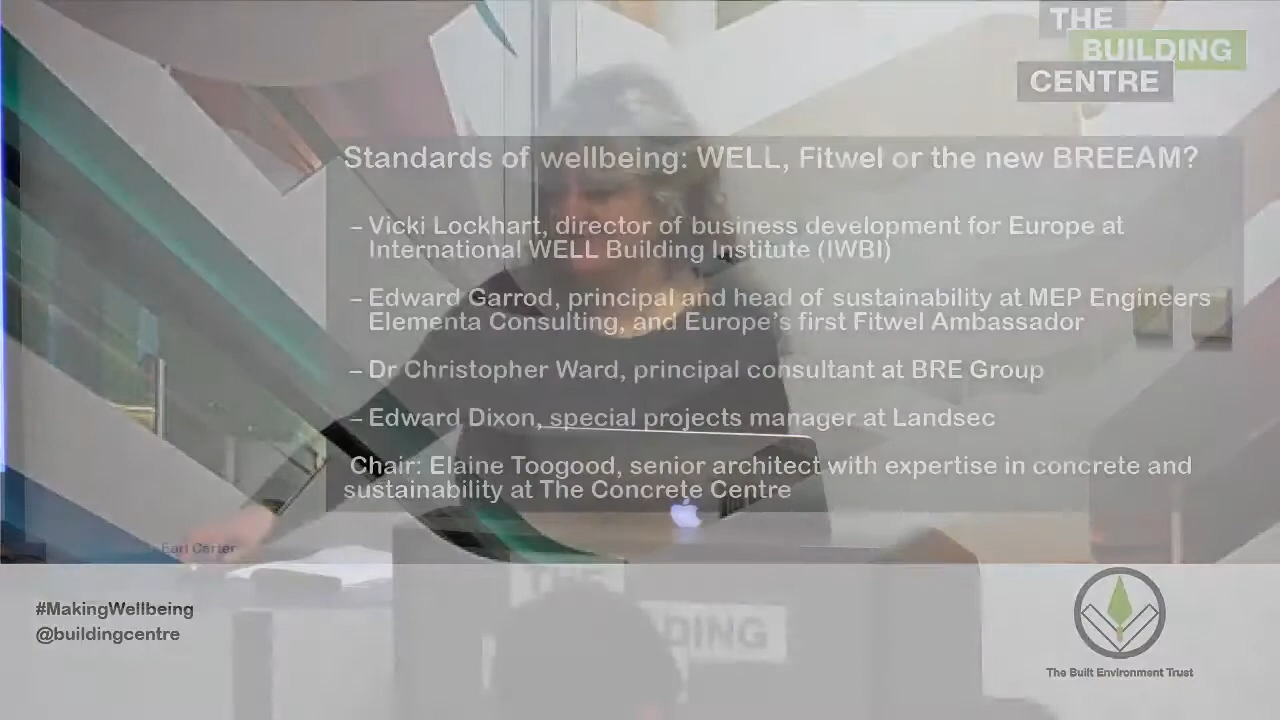 THE
BUILDING
CENTRE
Standards of wellbeing: WELL, Fitwel or the new BREEAM?
– Vicki Lockhart, director of business development for Europe at
International WELL Building Institute (IWBI)
– Edward Garrod, principal and head of sustainability at MEP Engineers
Elementa Consulting, and Europe's first Fitwel Ambassador
– Dr Christopher Ward, principal consultant at BRE Group
– Edward Dixon, special projects manager at Landsec
Chair: Elaine Toogood, senior architect with expertise in concrete and
sustainability at The Concrete Centre
Earl Carter
THE
DING
#MakingWellbeing
@buildingcentre
The Built Environment Trust